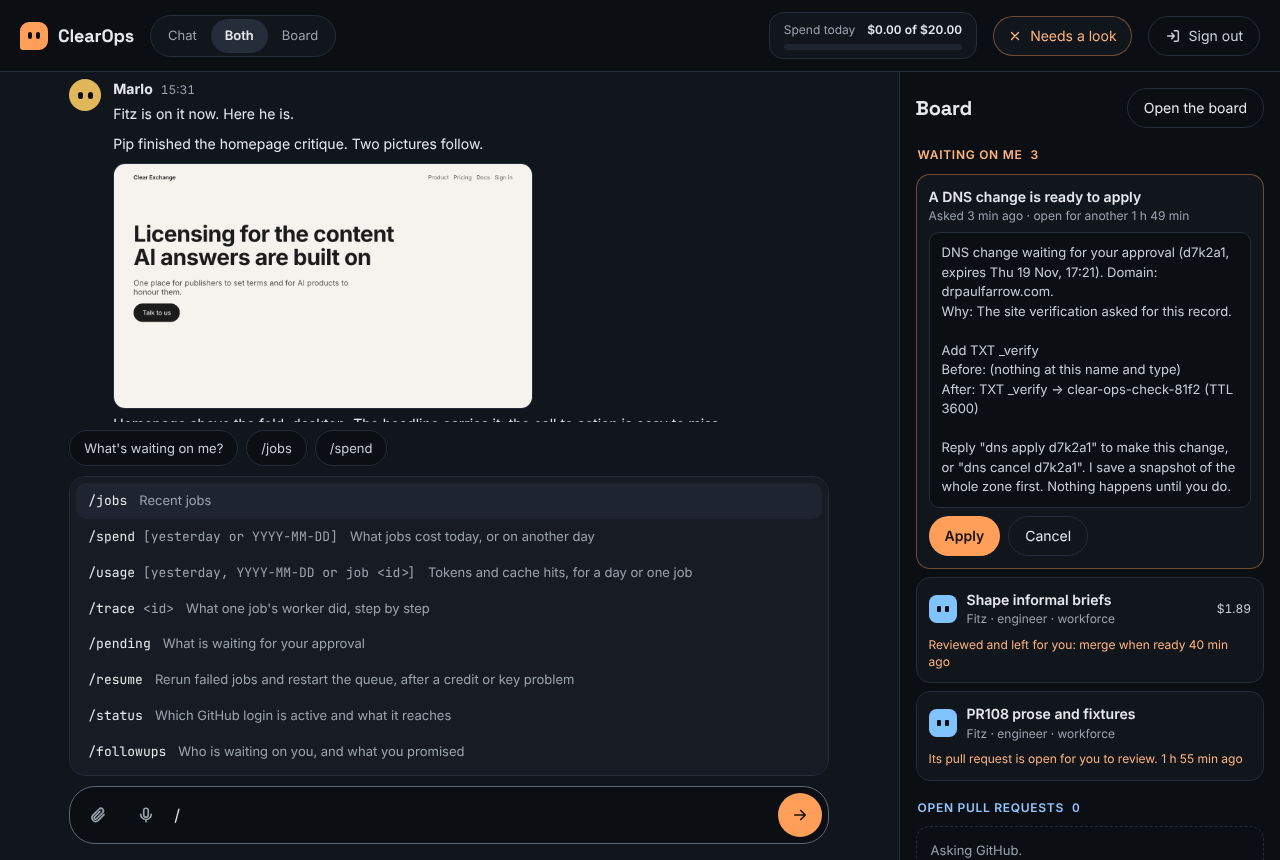 ClearOps
Chat
Both
Board
Spend today $0.00 of $20.00
Needs a look
Sign out
Marlo 15:31
Fitz is on it now. Here he is.
Pip finished the homepage critique. Two pictures follow.
Clear Exchange
Product Pricing Docs Sign in
Licensing for the content
AI answers are built on
One place for publishers to set terms and for AI products to
honour them.
Talk to us
What's waiting on me?
/jobs
/spend
/jobs Recent jobs
/spend [yesterday or YYYY-MM-DD] What jobs cost today, or on another day
/usage [yesterday, YYYY-MM-DD or job <id>] Tokens and cache hits, for a day or one job
/trace <id> What one job's worker did, step by step
/pending What is waiting for your approval
/resume Rerun failed jobs and restart the queue, after a credit or key problem
/status Which GitHub login is active and what it reaches
/followups Who is waiting on you, and what you promised
/
Board
Open the board
WAITING ON ME 3
A DNS change is ready to apply
Asked 3 min ago · open for another 1 h 49 min
DNS change waiting for your approval (d7k2a1,
expires Thu 19 Nov, 17:21). Domain:
drpaulfarrow.com.
Why: The site verification asked for this record.
Add TXT _verify
Before: (nothing at this name and type)
After: TXT _verify → clear-ops-check-81f2 (TTL
3600)
Reply "dns apply d7k2a1" to make this change,
or "dns cancel d7k2a1". I save a snapshot of the
whole zone first. Nothing happens until you do.
Apply
Cancel
Shape informal briefs
$1.89
Fitz · engineer · workforce
Reviewed and left for you: merge when ready 40 min
ago
PR108 prose and fixtures
Fitz · engineer · workforce
Its pull request is open for you to review. 1 h 55 min ago
OPEN PULL REQUESTS 0
Asking GitHub.